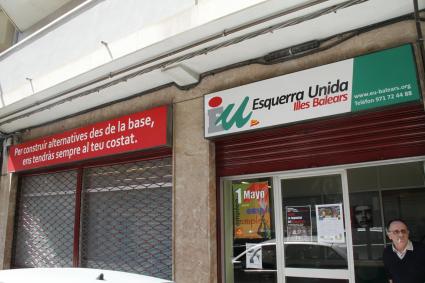 Per construir alternatives des de la base,
ens tendràs sempre al teu costat.
eu
Esquerra Unida
Illes Balears
www.eu-balears.org
Telèfon 971 72 44 88
1 Mayo